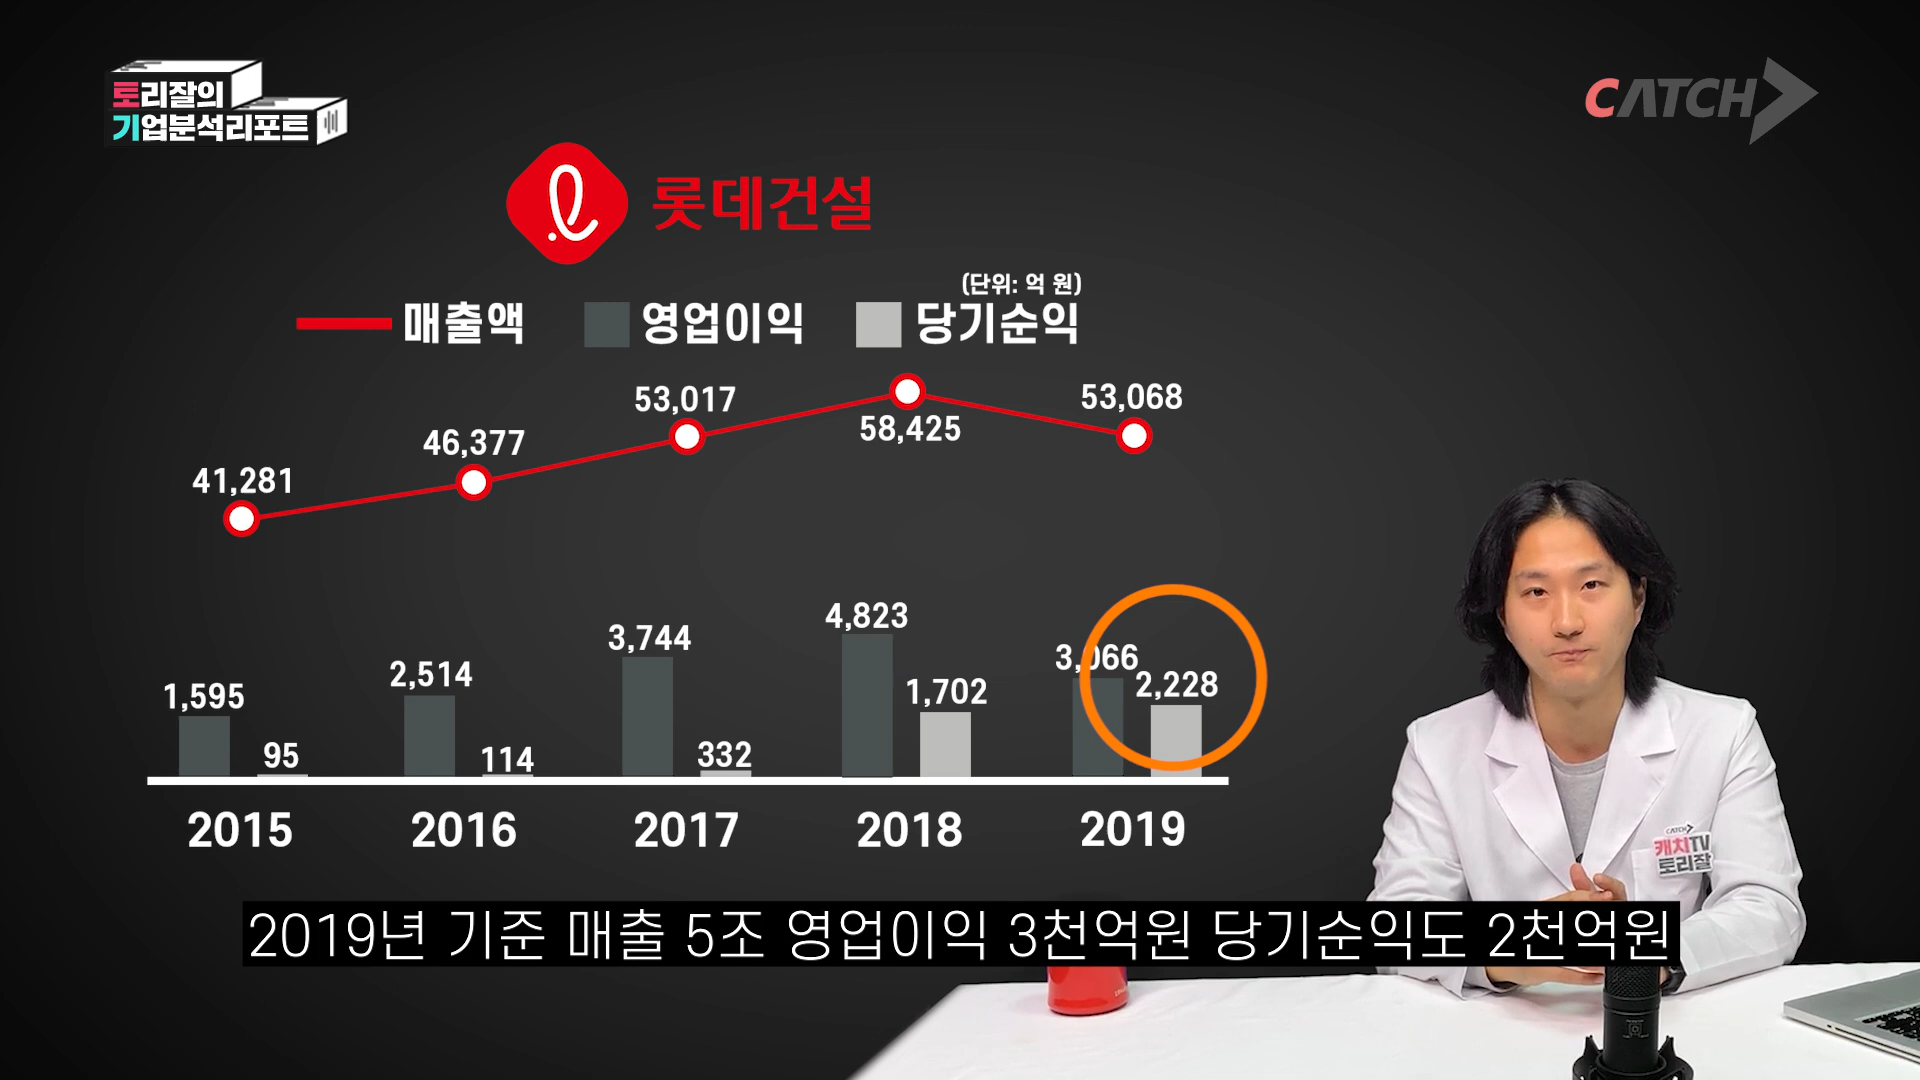 토리잘의
기업분석리포트
CATCH
롯데건설
(단위: 억 원)
매출액 영업이익 당기순익
41,281 46,377 53,017 58,425 53,068
1,595 95 2,514 114 3,744 332 4,823 1,702 3,066 2,228
2015 2016 2017 2018 2019
CATCH
캐치TV
토리잘
2019년 기준 매출 5조 영업이익 3천억원 당기순익도 2천억원